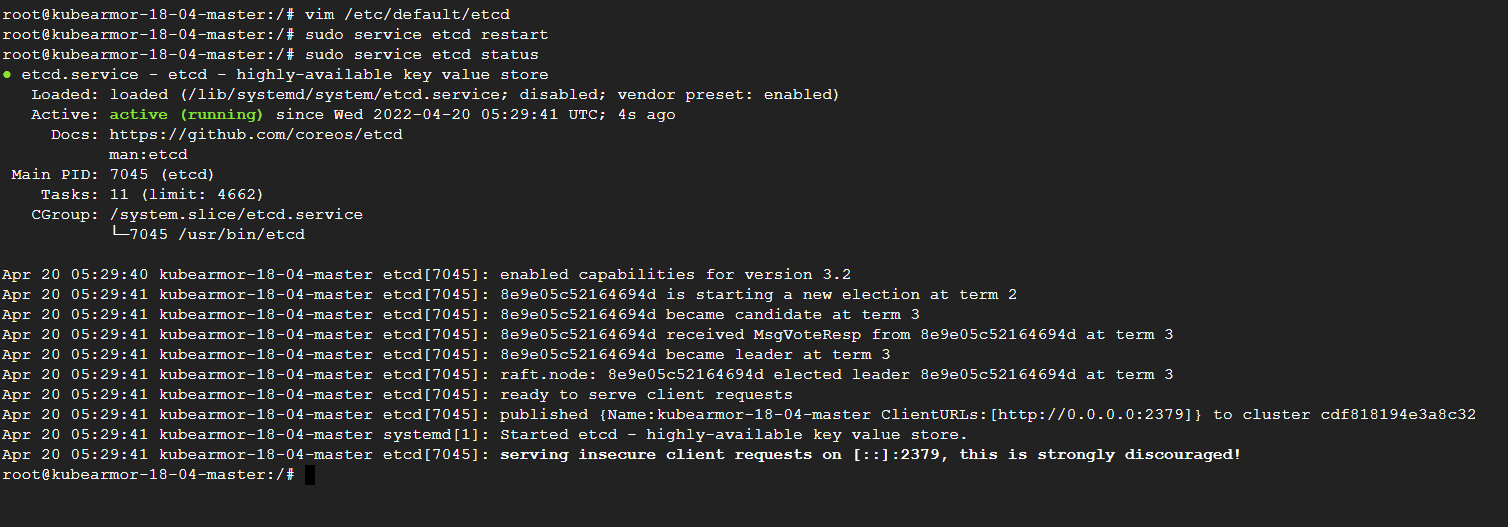 root@kubearmor-18-04-master:/# vim /etc/default/etcd
root@kubearmor-18-04-master:/# sudo service etcd restart
root@kubearmor-18-04-master:/# sudo service etcd status
● etcd.service - etcd - highly-available key value store
   Loaded: loaded (/lib/systemd/system/etcd.service; disabled; vendor preset: enabled)
   Active: active (running) since Wed 2022-04-20 05:29:41 UTC; 4s ago
     Docs: https://github.com/coreos/etcd
           man:etcd
 Main PID: 7045 (etcd)
    Tasks: 11 (limit: 4662)
   CGroup: /system.slice/etcd.service
           └─7045 /usr/bin/etcd

Apr 20 05:29:40 kubearmor-18-04-master etcd[7045]: enabled capabilities for version 3.2
Apr 20 05:29:41 kubearmor-18-04-master etcd[7045]: 8e9e05c52164694d is starting a new election at term 2
Apr 20 05:29:41 kubearmor-18-04-master etcd[7045]: 8e9e05c52164694d became candidate at term 3
Apr 20 05:29:41 kubearmor-18-04-master etcd[7045]: 8e9e05c52164694d received MsgVoteResp from 8e9e05c52164694d at term 3
Apr 20 05:29:41 kubearmor-18-04-master etcd[7045]: 8e9e05c52164694d became leader at term 3
Apr 20 05:29:41 kubearmor-18-04-master etcd[7045]: raft.node: 8e9e05c52164694d elected leader 8e9e05c52164694d at term 3
Apr 20 05:29:41 kubearmor-18-04-master etcd[7045]: ready to serve client requests
Apr 20 05:29:41 kubearmor-18-04-master etcd[7045]: published {Name:kubearmor-18-04-master ClientURLs:[http://0.0.0.0:2379]} to cluster cdf818194e3a8c32
Apr 20 05:29:41 kubearmor-18-04-master systemd[1]: Started etcd - highly-available key value store.
Apr 20 05:29:41 kubearmor-18-04-master etcd[7045]: serving insecure client requests on [::]:2379, this is strongly discouraged!
root@kubearmor-18-04-master:/#